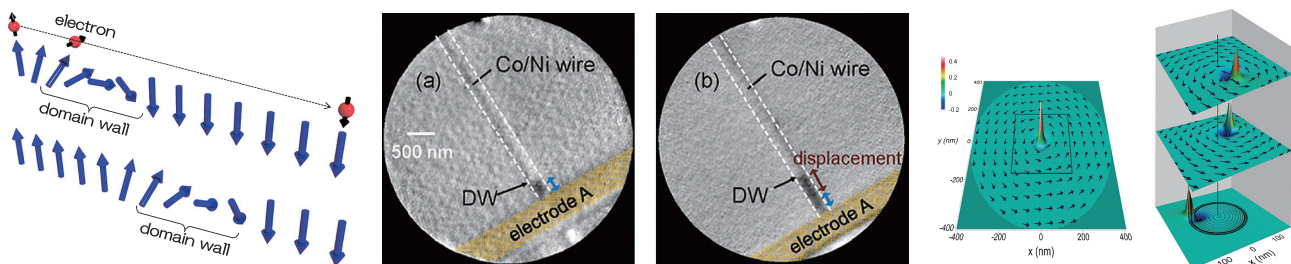 electron
domain wall
domain wall
(a)
Co/Ni wire
500 nm
DW
electrode A
(b)
Co/Ni wire
displacement
DW
electrode A
0.4
0.2
0
-0.2
400
200
y (nm)
0
-200
-400
-400
-200
0
200
400
x (nm)
100
0
100
x (nm)